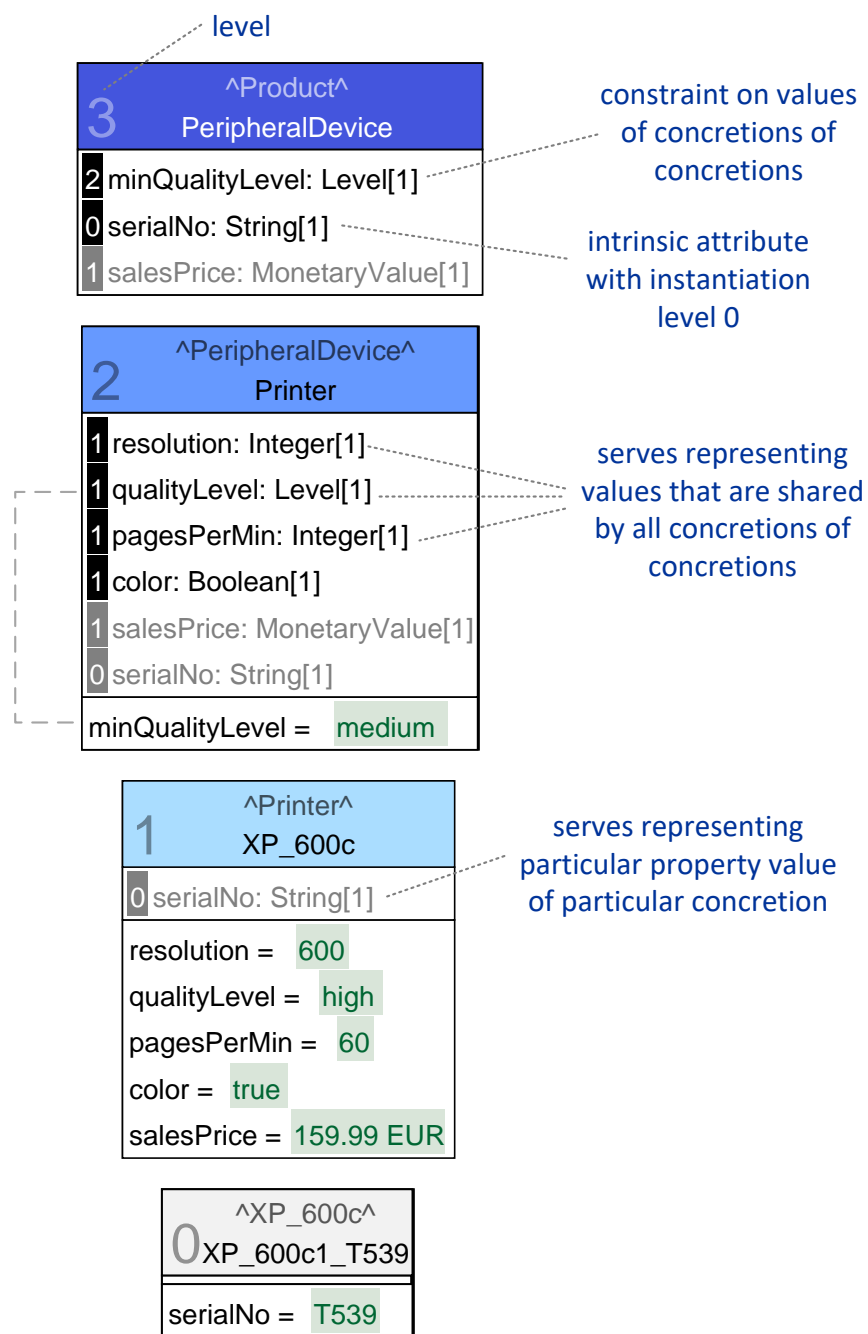 level
^Product^
3
PeripheralDevice
constraint on values
of concretions of
concretions
2 minQualityLevel: Level[1]
0 serialNo: String[1]
1 salesPrice: MonetaryValue[1]
intrinsic attribute
with instantiation
level 0
^PeripheralDevice^
2
Printer
1 resolution: Integer[1]
1 qualityLevel: Level[1]
1 pagesPerMin: Integer[1]
1 color: Boolean[1]
1 salesPrice: MonetaryValue[1]
0 serialNo: String[1]
minQualityLevel = medium
serves representing
values that are shared
by all concretions of
concretions
^Printer^
1
XP_600c
0 serialNo: String[1]
serves representing
particular property value
of particular concretion
resolution = 600
qualityLevel = high
pagesPerMin = 60
color = true
salesPrice = 159.99 EUR
^XP_600c^
0
XP_600c1_T539
serialNo = T539